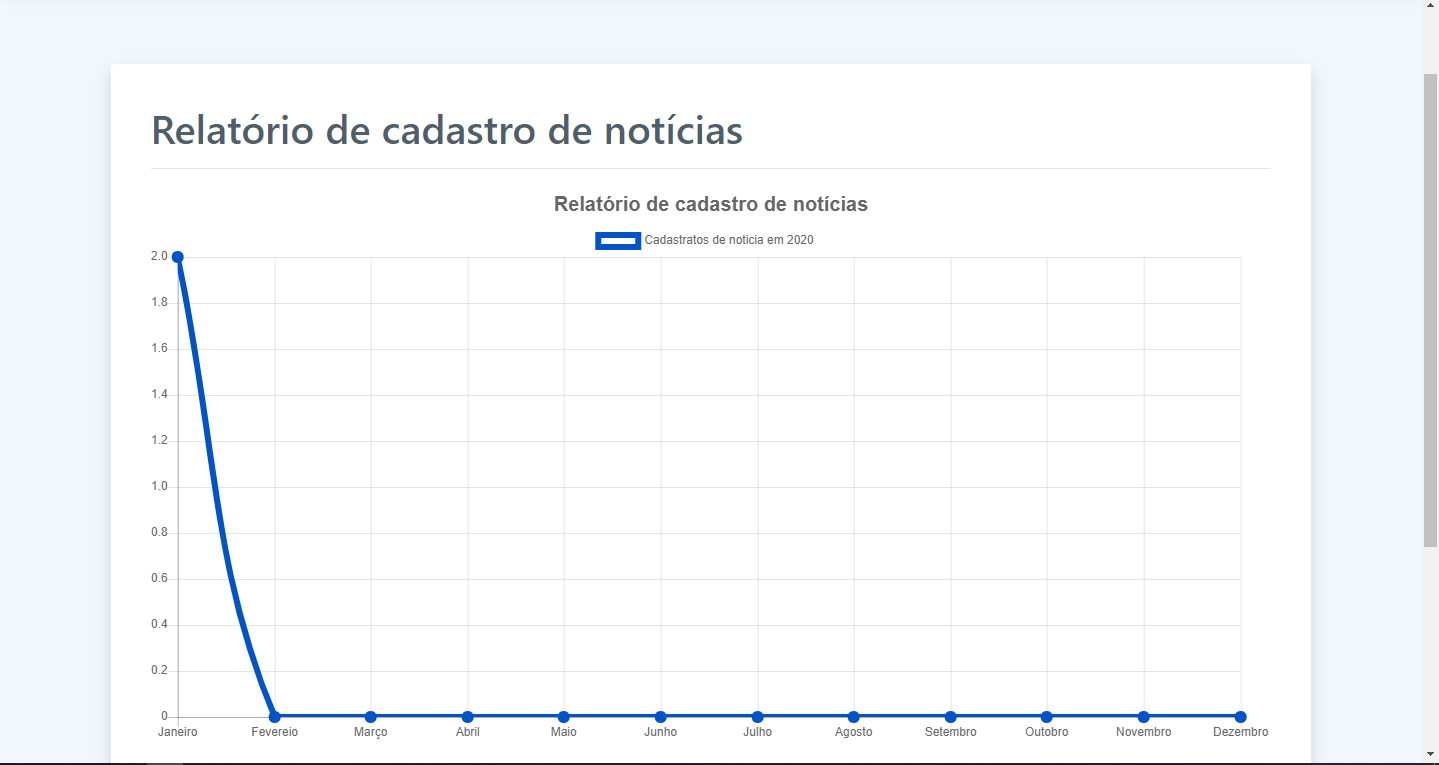 Relatório de cadastro de notícias
Relatório de cadastro de notícias
Cadastratos de noticia em 2020
2.0
1.8
1.6
1.4
1.2
1.0
0.8
0.6
0.4
0.2
0
Janeiro Fevereio Março Abril Maio Junho Julho Agosto Setembro Outubro Novembro Dezembro